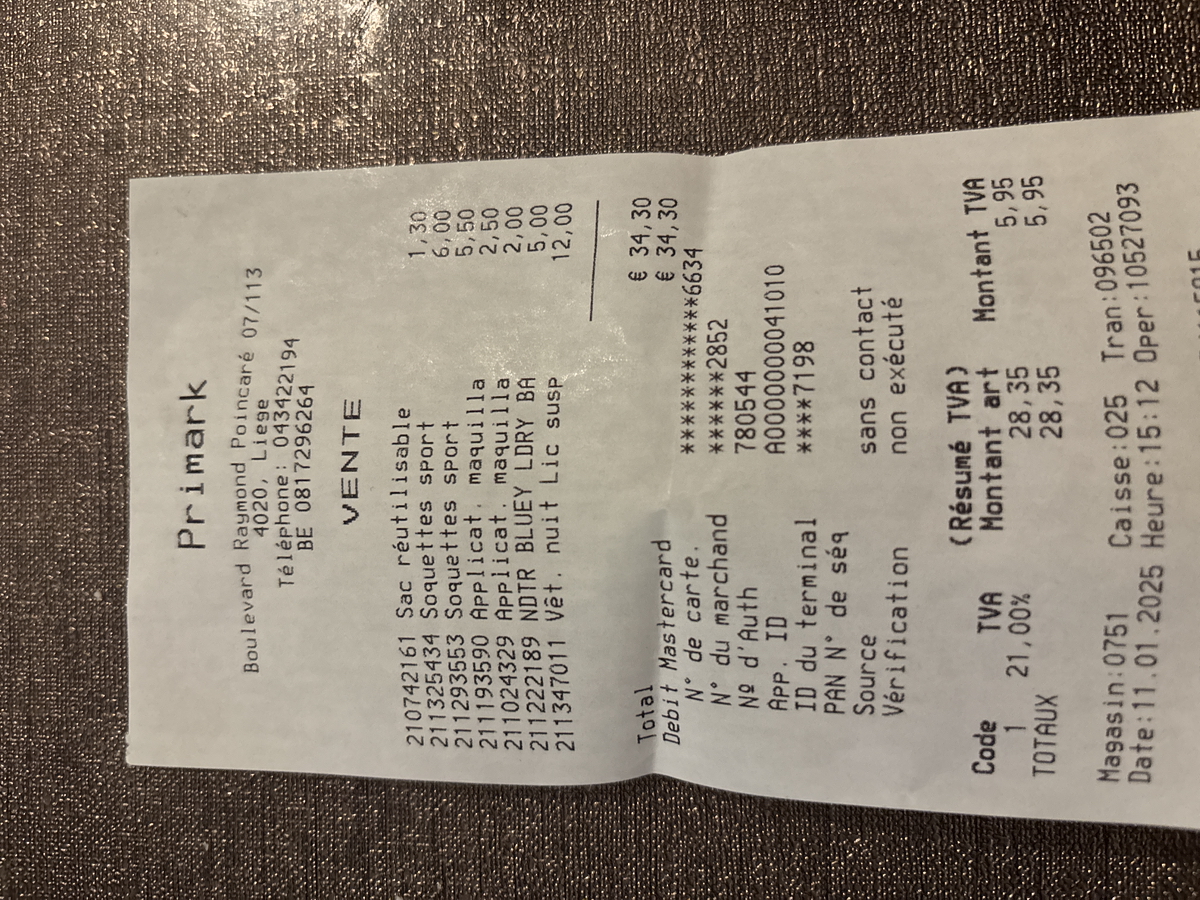 Primark
Boulevard Raymond Poincaré 07/113
4020, Liege
Téléphone: 043422194
BE 0817296264
VENTE
210742161 Sac réutilisable 1,30
211325434 Soquettes sport 6,00
211293553 Soquettes sport 5,50
211193590 Applicat. maquilla 2,50
211024329 Applicat. maquilla 2,00
211222189 NDTR BLUEY LDRY BA 5,00
211347011 Vêt. nuit Lic susp 12,00
Total € 34,30
Debit Mastercard € 34,30
N° de carte. ************6634
N° du marchand ******2852
Nº d'Auth 780544
App. ID A0000000041010
ID du terminal ****7198
PAN N° de séq
Source sans contact
Vérification non exécuté
(Résumé TVA)
Code TVA Montant art Montant TVA
1 21,00% 28,35 5,95
TOTAUX 28,35 5,95
Magasin:0751 Caisse:025 Tran:096502
Date:11.01.2025 Heure:15:12 Oper:10527093